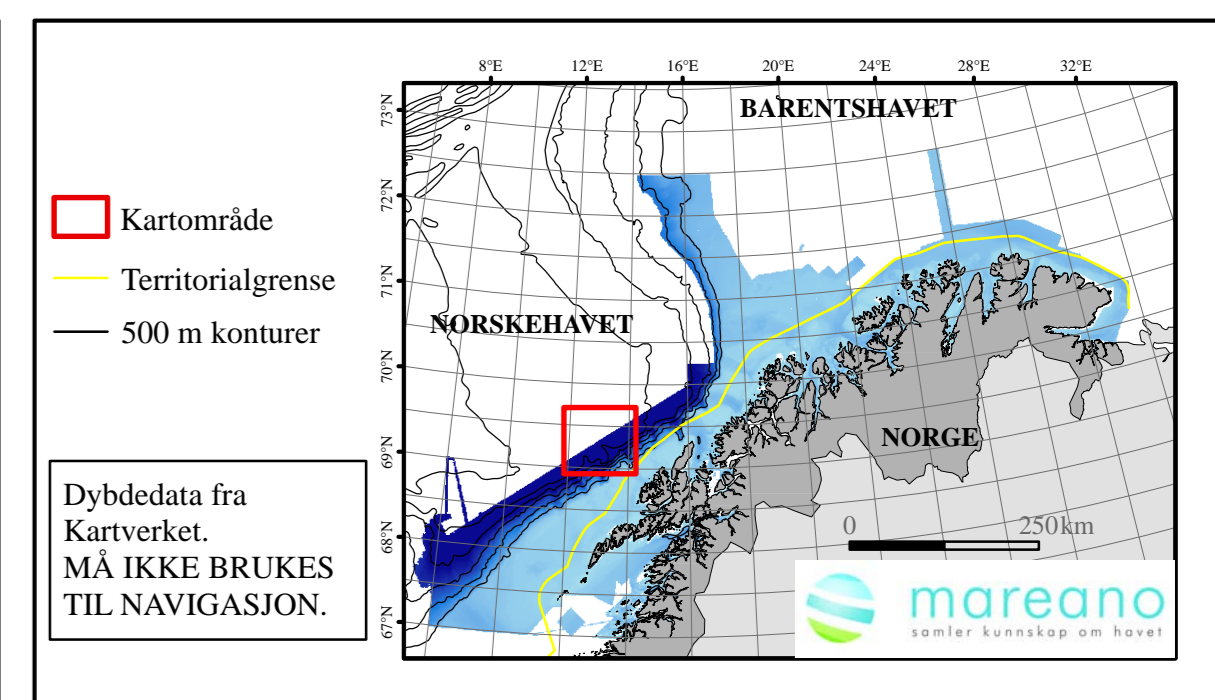 Kartområde
Territorialgrense
500 m konturer
Dybdedata fra
Kartverket.
MÅ IKKE BRUKES
TIL NAVIGASJON.
8°E 12°E 16°E 20°E 24°E 28°E 32°E
73°N
72°N
71°N
70°N
69°N
68°N
67°N
BARENTSHAVET
NORSKEHAVET
NORGE
0 250km
mareano
samler kunnskap om havet